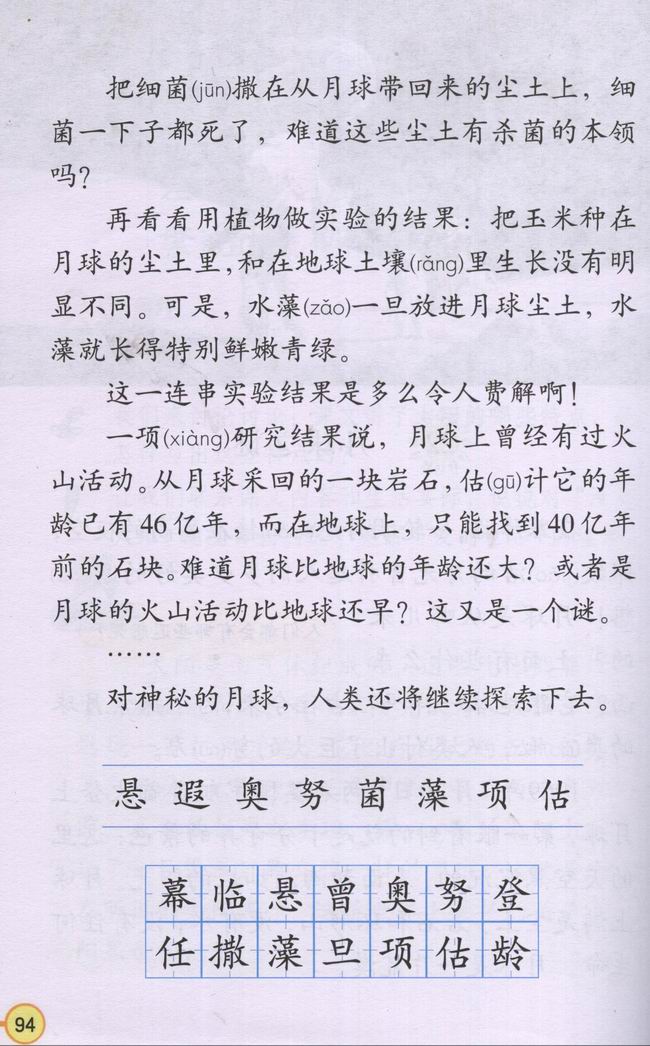 把细菌(jūn)撒在从月球带回来的尘土上，细
菌一下子都死了，难道这些尘土有杀菌的本领
吗？
再看看用植物做实验的结果：把玉米种在
月球的尘土里，和在地球土壤(rǎng)里生长没有明
显不同。可是，水藻(zǎo)一旦放进月球尘土，水
藻就长得特别鲜嫩青绿。
这一连串实验结果是多么令人费解啊！
一项(xiàng)研究结果说，月球上曾经有过火
山活动。从月球采回的一块岩石，估(gū)计它的年
龄已有46亿年，而在地球上，只能找到40亿年
前的石块。难道月球比地球的年龄还大？或者是
月球的火山活动比地球还早？这又是一个谜。
……
对神秘的月球，人类还将继续探索下去。
悬 遐 奥 努 菌 藻 项 估
幕 临 悬 曾 奥 努 登
任 撒 藻 旦 项 估 龄
94